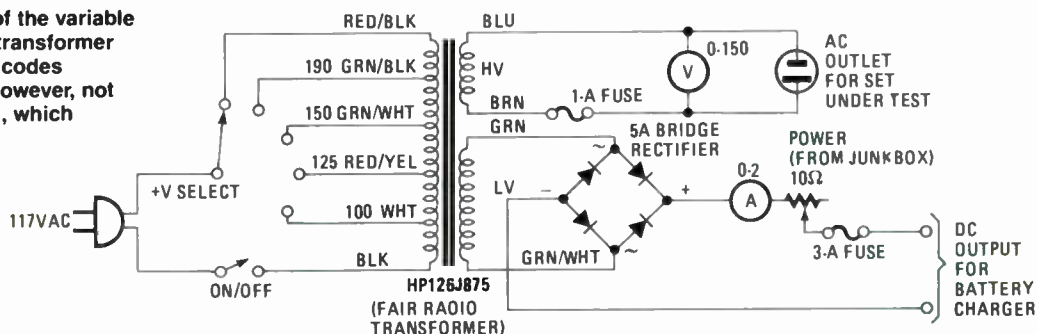 of the variable
transformer
codes
owever, not
, which
RED/BLK
190 GRN/BLK
150 GRN/WHT
125 RED/YEL
100 WHT
BLK
+V SELECT
117VAC
ON/OFF
HP126J875
(FAIR RADIO
TRANSFORMER)
BLU
HV
BRN
1-A FUSE
GRN
LV
GRN/WHT
5A BRIDGE
RECTIFIER
~
−
+
~
0-150
V
AC
OUTLET
FOR SET
UNDER TEST
0-2
A
POWER
(FROM JUNKBOX)
10Ω
3-A FUSE
DC
OUTPUT
FOR
BATTERY
CHARGER